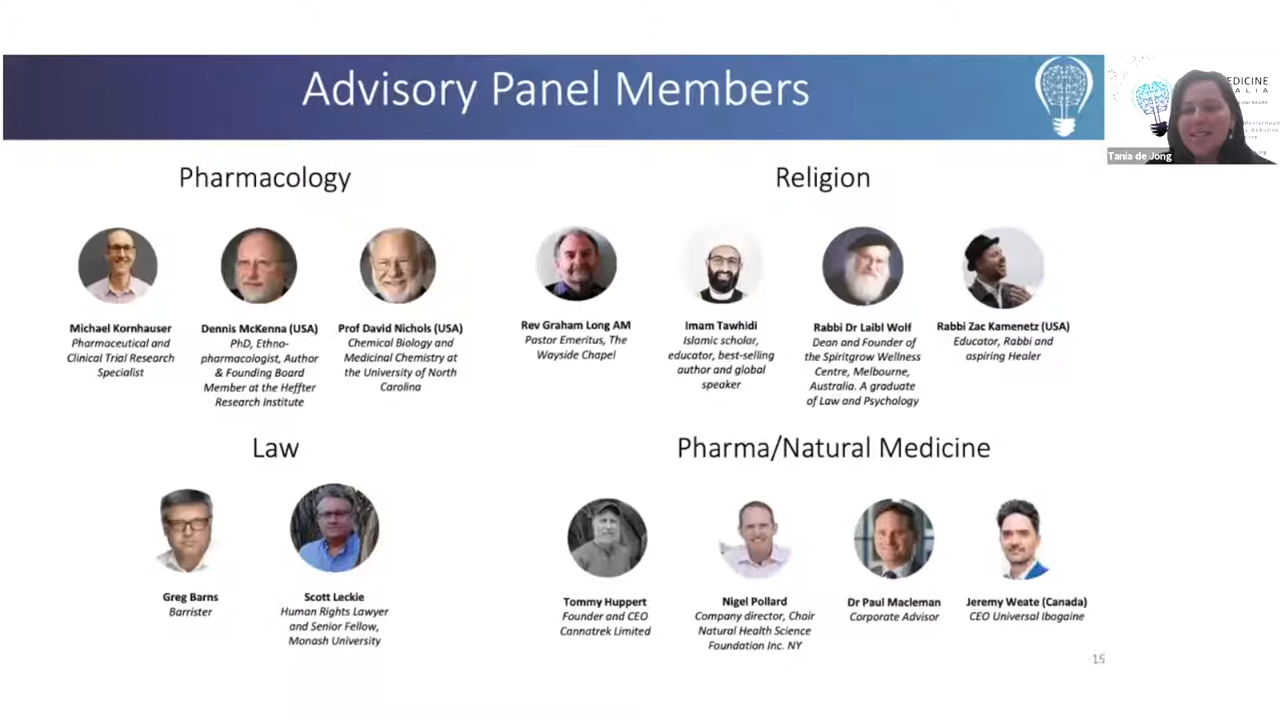 Advisory Panel Members
EDICINE
ALIA
Tania de Jong
Pharmacology
Religion
Michael Kornhauser
Pharmaceutical and
Clinical Trial Research
Specialist
Dennis McKenna (USA)
PhD, Ethno-
pharmacologist, Author
& Founding Board
Member at the Heffter
Research Institute
Prof David Nichols (USA)
Chemical Biology and
Medicinal Chemistry at
the University of North
Carolina
Rev Graham Long AM
Pastor Emeritus, The
Wayside Chapel
Imam Tawhidi
Islamic scholar,
educator, best-selling
author and global
speaker
Rabbi Dr Laibl Wolf
Dean and Founder of
the Spiritgrow Wellness
Centre, Melbourne,
Australia. A graduate
of Law and Psychology
Rabbi Zac Kamenetz (USA)
Educator, Rabbi and
aspiring Healer
Law
Pharma/Natural Medicine
Greg Barns
Barrister
Scott Leckie
Human Rights Lawyer
and Senior Fellow,
Monash University
Tommy Huppert
Founder and CEO
Cannatrek Limited
Nigel Pollard
Company director, Chair
Natural Health Science
Foundation Inc. NY
Dr Paul Macleman
Corporate Advisor
Jeremy Weate (Canada)
CEO Universal Ibogaine
15